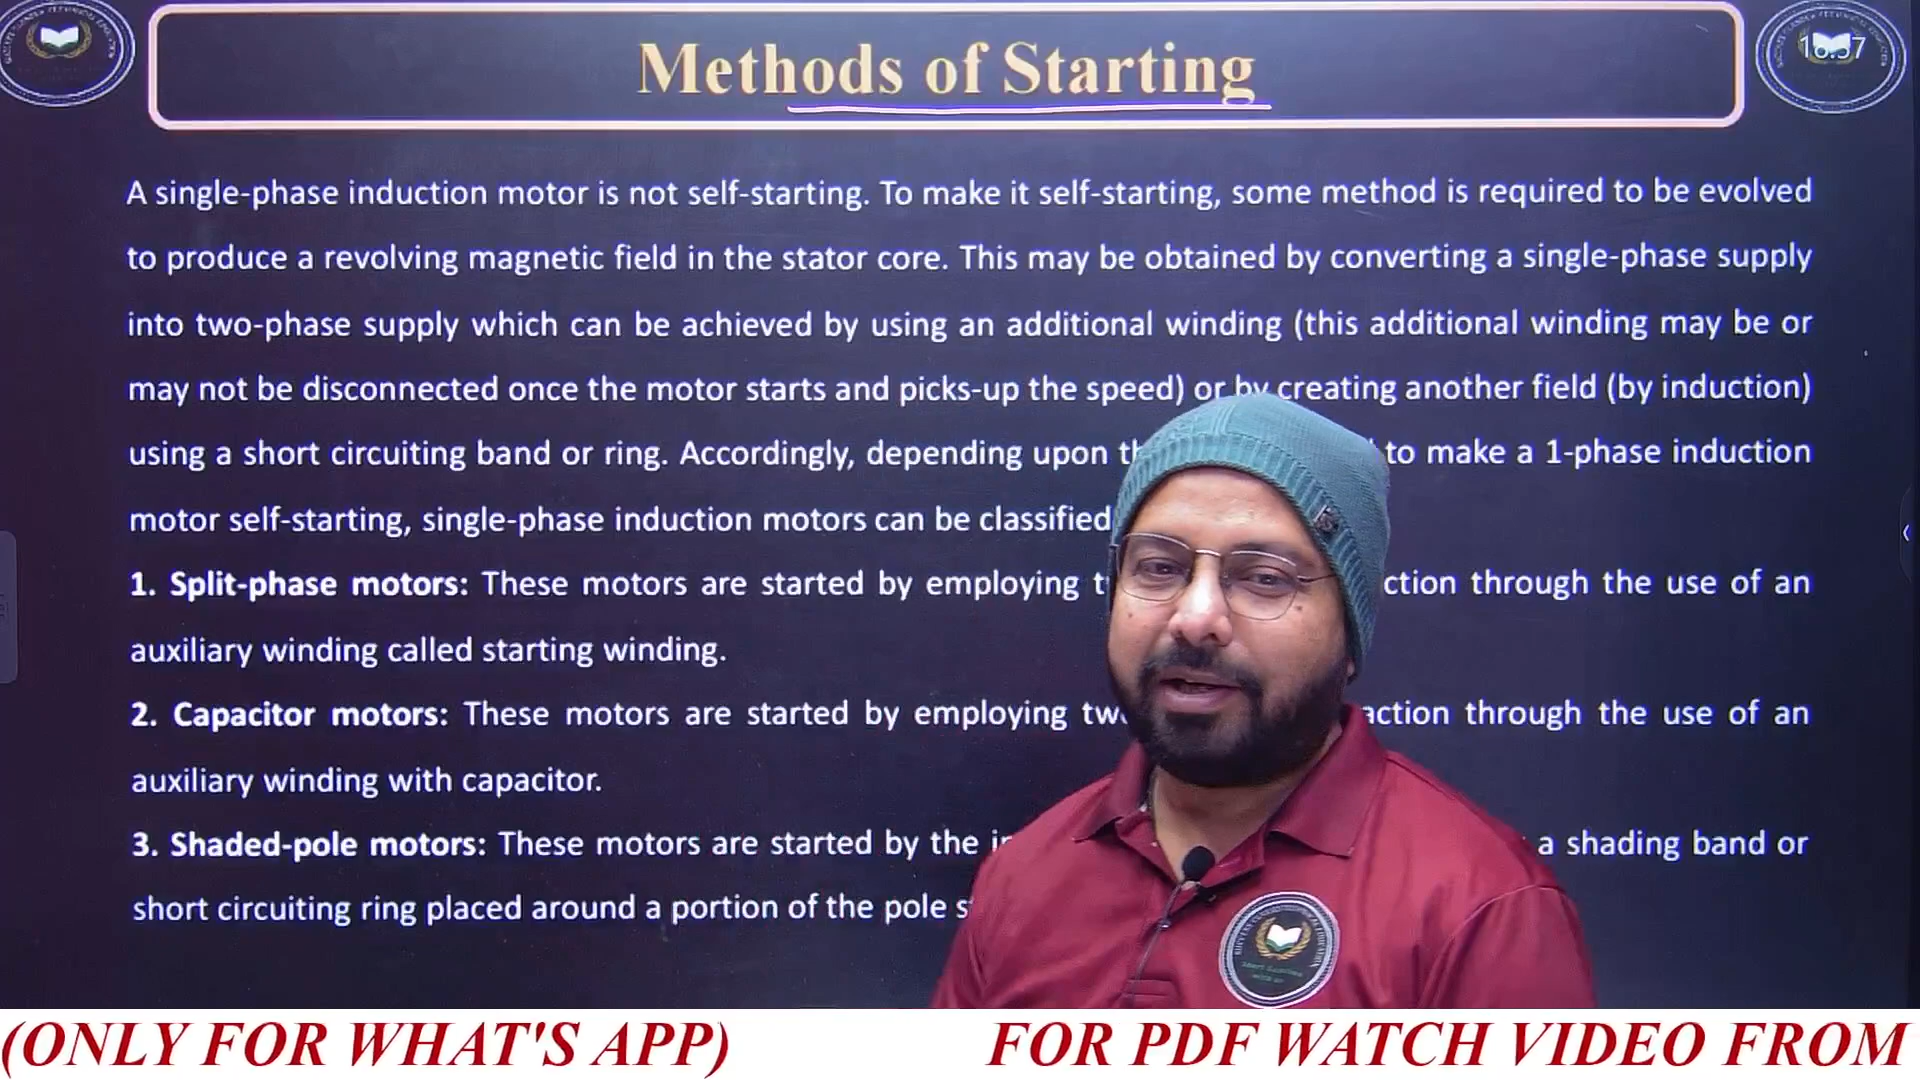 Methods of Starting
16:37
A single-phase induction motor is not self-starting. To make it self-starting, some method is required to be evolved
to produce a revolving magnetic field in the stator core. This may be obtained by converting a single-phase supply
into two-phase supply which can be achieved by using an additional winding (this additional winding may be or
may not be disconnected once the motor starts and picks-up the speed) or by creating another field (by induction)
using a short circuiting band or ring. Accordingly, depending upon to make a 1-phase induction
motor self-starting, single-phase induction motors can be classified
1. Split-phase motors: These motors are started by employing through the use of an
auxiliary winding called starting winding.
2. Capacitor motors: These motors are started by employing through the use of an
auxiliary winding with capacitor.
3. Shaded-pole motors: These motors are started by the a shading band or
short circuiting ring placed around a portion of the pole
(ONLY FOR WHAT'S APP) FOR PDF WATCH VIDEO FROM